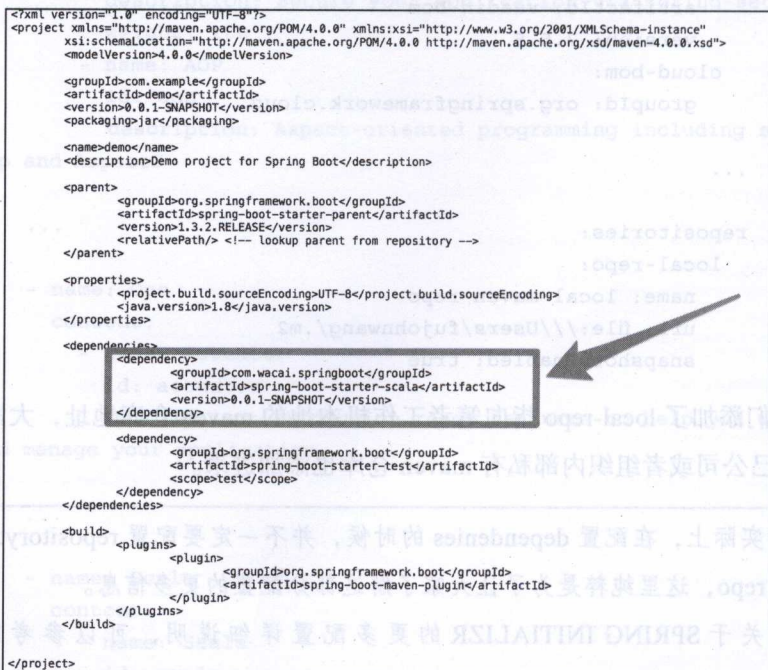 <?xml version="1.0" encoding="UTF-8"?>
<project xmlns="http://maven.apache.org/POM/4.0.0" xmlns:xsi="http://www.w3.org/2001/XMLSchema-instance"
xsi:schemaLocation="http://maven.apache.org/POM/4.0.0 http://maven.apache.org/xsd/maven-4.0.0.xsd">
<modelVersion>4.0.0</modelVersion>
<groupId>com.example</groupId>
<artifactId>demo</artifactId>
<version>0.0.1-SNAPSHOT</version>
<packaging>jar</packaging>
<name>demo</name>
<description>Demo project for Spring Boot</description>
<parent>
<groupId>org.springframework.boot</groupId>
<artifactId>spring-boot-starter-parent</artifactId>
<version>1.3.2.RELEASE</version>
<relativePath/> <!-- lookup parent from repository -->
</parent>
<properties>
<project.build.sourceEncoding>UTF-8</project.build.sourceEncoding>
<java.version>1.8</java.version>
</properties>
<dependencies>
<dependency>
<groupId>com.wacai.springboot</groupId>
<artifactId>spring-boot-starter-scala</artifactId>
<version>0.0.1-SNAPSHOT</version>
</dependency>
<dependency>
<groupId>org.springframework.boot</groupId>
<artifactId>spring-boot-starter-test</artifactId>
<scope>test</scope>
</dependency>
</dependencies>
<build>
<plugins>
<plugin>
<groupId>org.springframework.boot</groupId>
<artifactId>spring-boot-maven-plugin</artifactId>
</plugin>
</plugins>
</build>
</project>